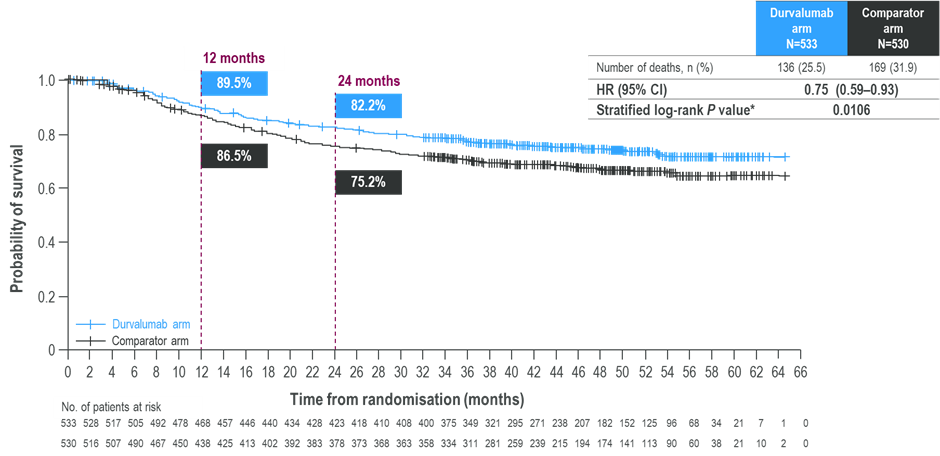 Durvalumab
arm
N=533
Comparator
arm
N=530
Number of deaths, n (%) 136 (25.5) 169 (31.9)
HR (95% CI) 0.75 (0.59–0.93)
Stratified log-rank P value* 0.0106
12 months
24 months
89.5%
82.2%
86.5%
75.2%
Probability of survival
1.0
0.8
0.6
0.4
0.2
0
Durvalumab arm
Comparator arm
0 2 4 6 8 10 12 14 16 18 20 22 24 26 28 30 32 34 36 38 40 42 44 46 48 50 52 54 56 58 60 62 64 66
Time from randomisation (months)
No. of patients at risk
533 528 517 505 492 478 468 457 446 440 434 428 423 418 410 408 400 375 349 321 295 271 238 207 182 152 125 96 68 34 21 7 1 0
530 516 507 490 467 450 438 425 413 402 392 383 378 373 368 363 358 334 311 281 259 239 215 194 174 141 113 90 60 38 21 10 2 0